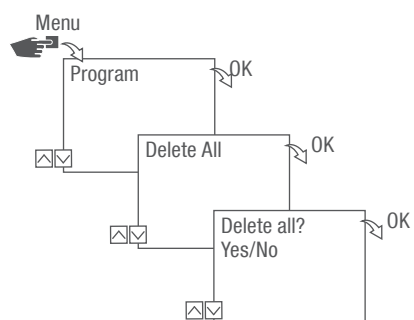 Menu
Program
OK
Delete All
OK
Delete all?
Yes/No
OK